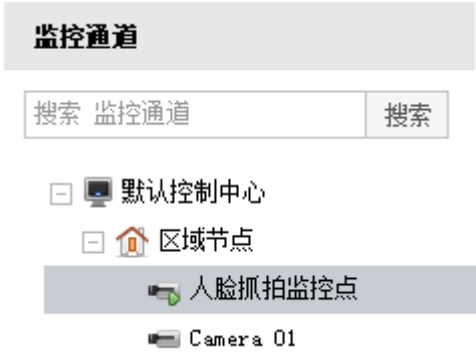 监控通道
搜索 监控通道 搜索
默认控制中心
区域节点
人脸抓拍监控点
Camera 01